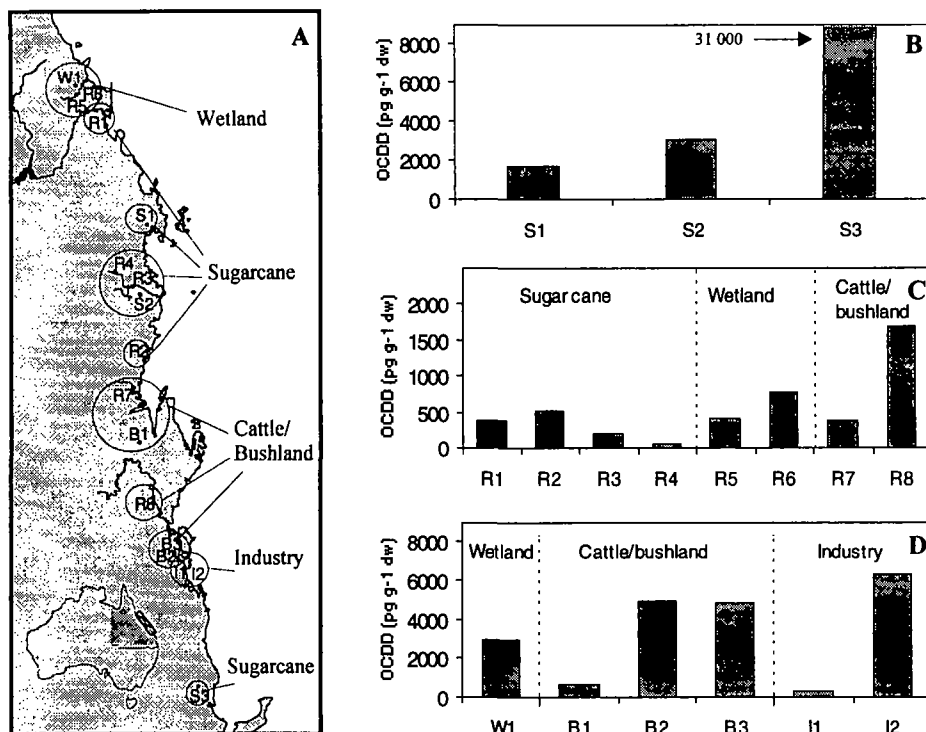 A
W1
R6
R5
R1
Wetland
S1
R4
R3
S2
Sugarcane
R2
R7
B1
Cattle/
Bushland
R8
B3
B2
I1
I2
Industry
Sugarcane
S3
B
OCDD (pg g-1 dw)
8000
6000
4000
2000
0
31 000
S1 S2 S3
C
OCDD (pg g-1 dw)
2000
1500
1000
500
0
Sugar cane Wetland Cattle/
bushland
R1 R2 R3 R4 R5 R6 R7 R8
D
OCDD (pg g-1 dw)
8000
6000
4000
2000
0
Wetland Cattle/bushland Industry
W1 B1 B2 B3 I1 I2